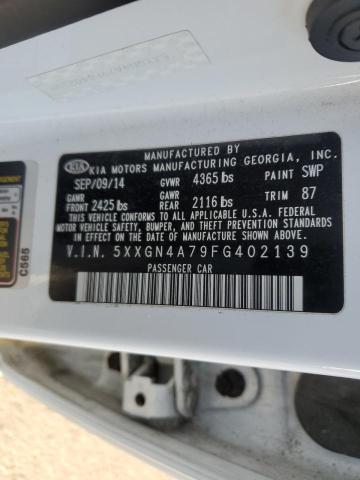 MANUFACTURED BY
KIA KIA MOTORS MANUFACTURING GEORGIA, INC.
SEP/09/14 GVWR 4365 lbs PAINT SWP
GAWR FRONT 2425 lbs GAWR REAR 2116 lbs TRIM 87
THIS VEHICLE CONFORMS TO ALL APPLICABLE U.S.A. FEDERAL
MOTOR VEHICLE SAFETY, BUMPER, AND THEFT PREVENTION
STANDARDS IN EFFECT ON THE DATE OF MANUFACTURE SHOWN ABOVE.
V.I.N. 5XXGN4A79FG402139
PASSENGER CAR
C565